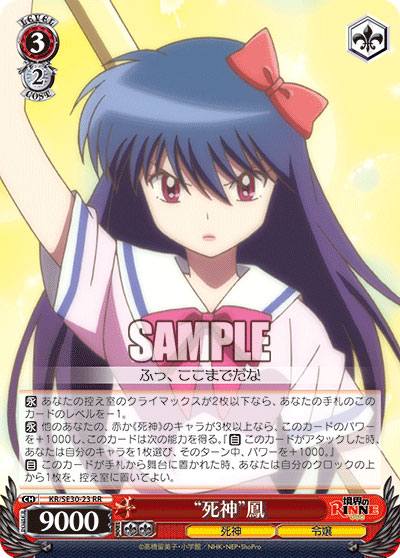 LEVEL
3
2
COST
SAMPLE
ふっ、ここまでだな
永 あなたの控え室のクライマックスが2枚以下なら、あなたの手札のこの
カードのレベルを－1。
永 他のあなたの、赤か《死神》のキャラが3枚以上なら、このカードのパワー
を＋1000し、このカードは次の能力を得る。『自 このカードがアタックした時、
あなたは自分のキャラを1枚選び、そのターン中、パワーを＋1000。』
自 このカードが手札から舞台に置かれた時、あなたは自分のクロックの上
から1枚を、控え室に置いてよい。
CH KR/SE30-23 RR
“死神”鳳
境界の
RINNE
9000
死神
令嬢
©高橋留美子・小学館／NHK・NEP・ShoPro